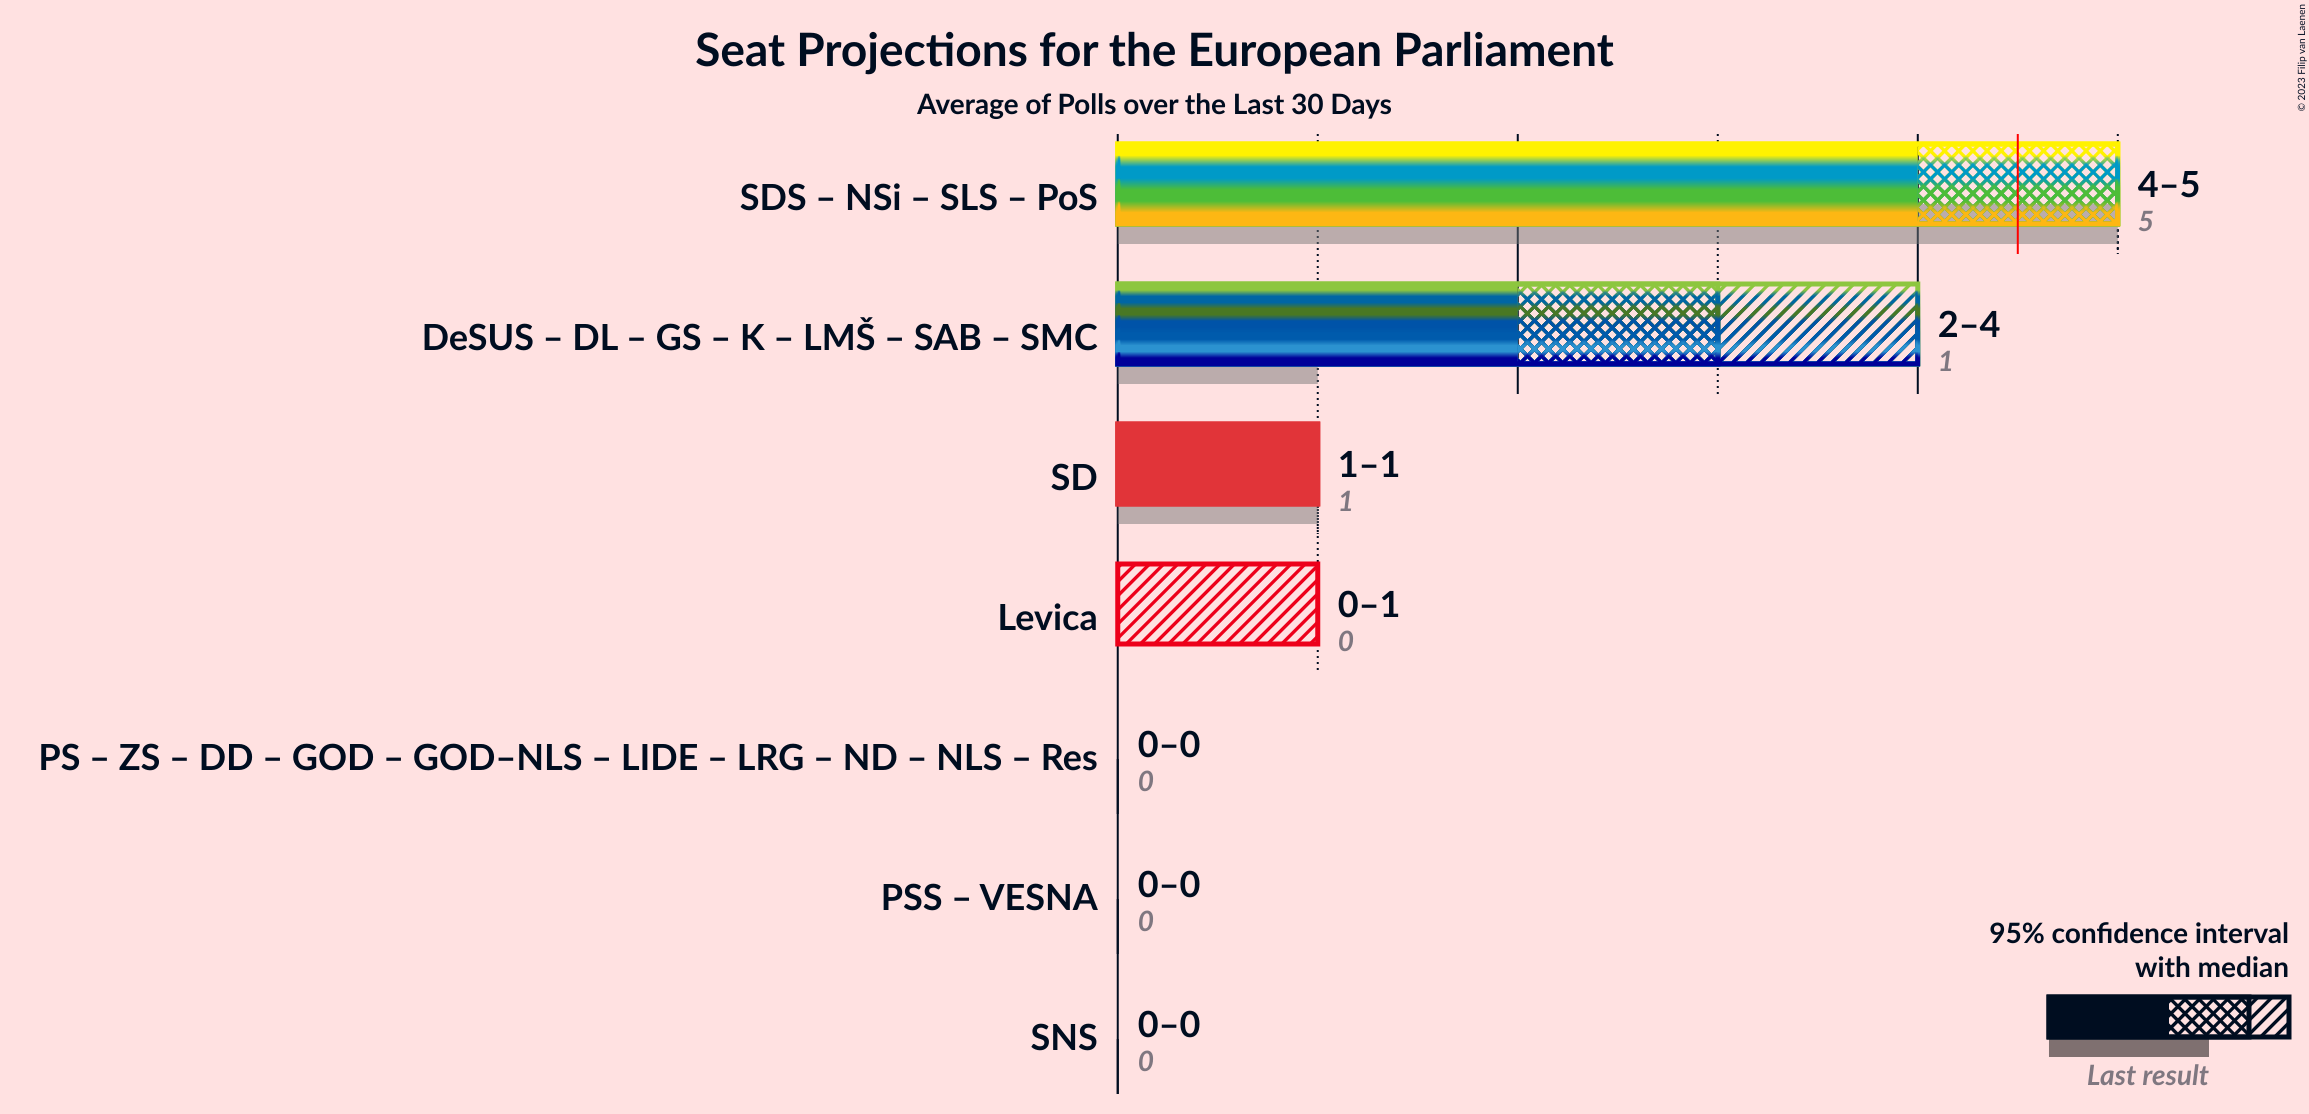 Seat Projections for the European Parliament
Average of Polls over the Last 30 Days
© 2023 Filip van Laenen
SDS – NSi – SLS – PoS
4–5
5
DeSUS – DL – GS – K – LMŠ – SAB – SMC
2–4
1
SD
1–1
1
Levica
0–1
0
PS – ZS – DD – GOD – GOD–NLS – LIDE – LRG – ND – NLS – Res
0–0
0
PSS – VESNA
0–0
0
SNS
0–0
0
95% confidence interval
with median
Last result